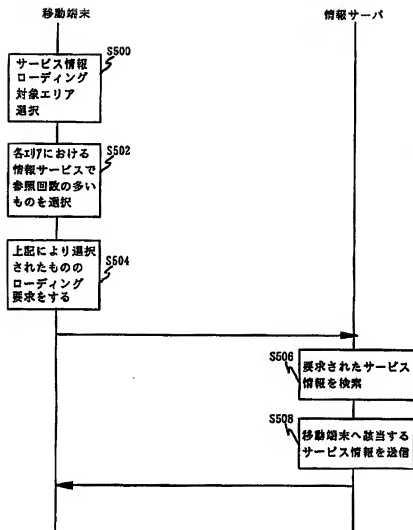 移動端末
情報サーバ
S500
サービス情報
ローディング
対象エリア
選択
S502
各エリアにおける
情報サービスで
参照回数の多い
ものを選択
S504
上記により選択
されたものの
ローディング
要求をする
S506
要求されたサービス
情報を検索
S508
移動端末へ該当する
サービス情報を送信